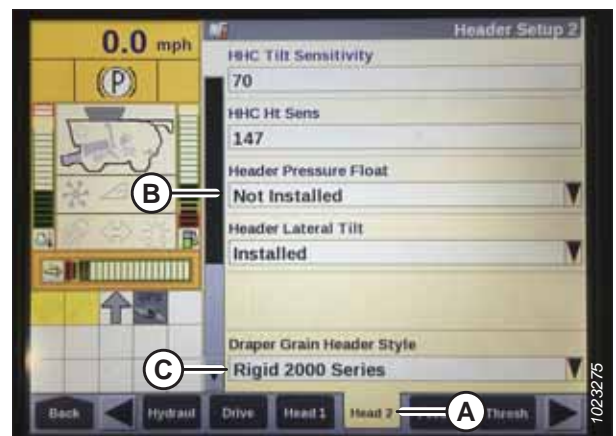 0.0 mph
Header Setup 2
(P)
HHC Tilt Sensitivity
70
HHC Ht Sens
147
Header Pressure Float
B
Not Installed
Header Lateral Tilt
Installed
Draper Grain Header Style
C
Rigid 2000 Series
Back
Hydraul
Drive
Head 1
Head 2
A
Thresh
1023275